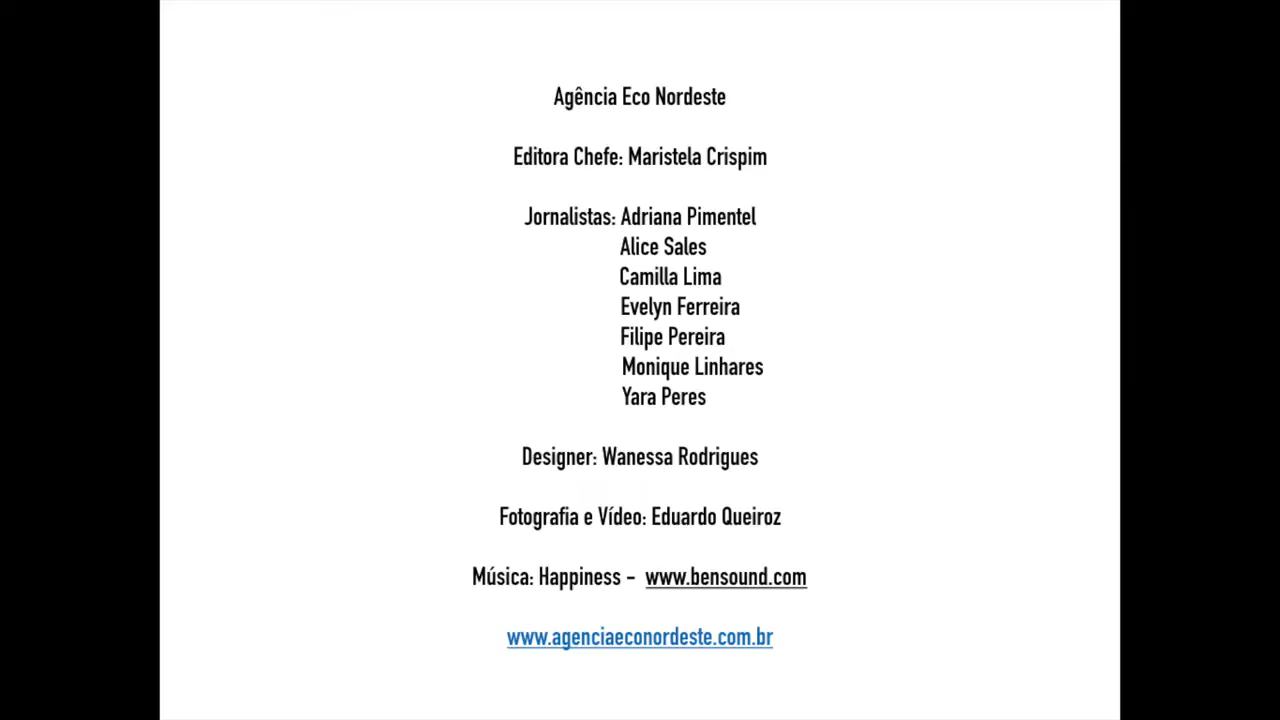 Agência Eco Nordeste
Editora Chefe: Maristela Crispim
Jornalistas: Adriana Pimentel
Alice Sales
Camilla Lima
Evelyn Ferreira
Filipe Pereira
Monique Linhares
Yara Peres
Designer: Wanessa Rodrigues
Fotografia e Vídeo: Eduardo Queiroz
Música: Happiness - www.bensound.com
www.agenciaeconordeste.com.br